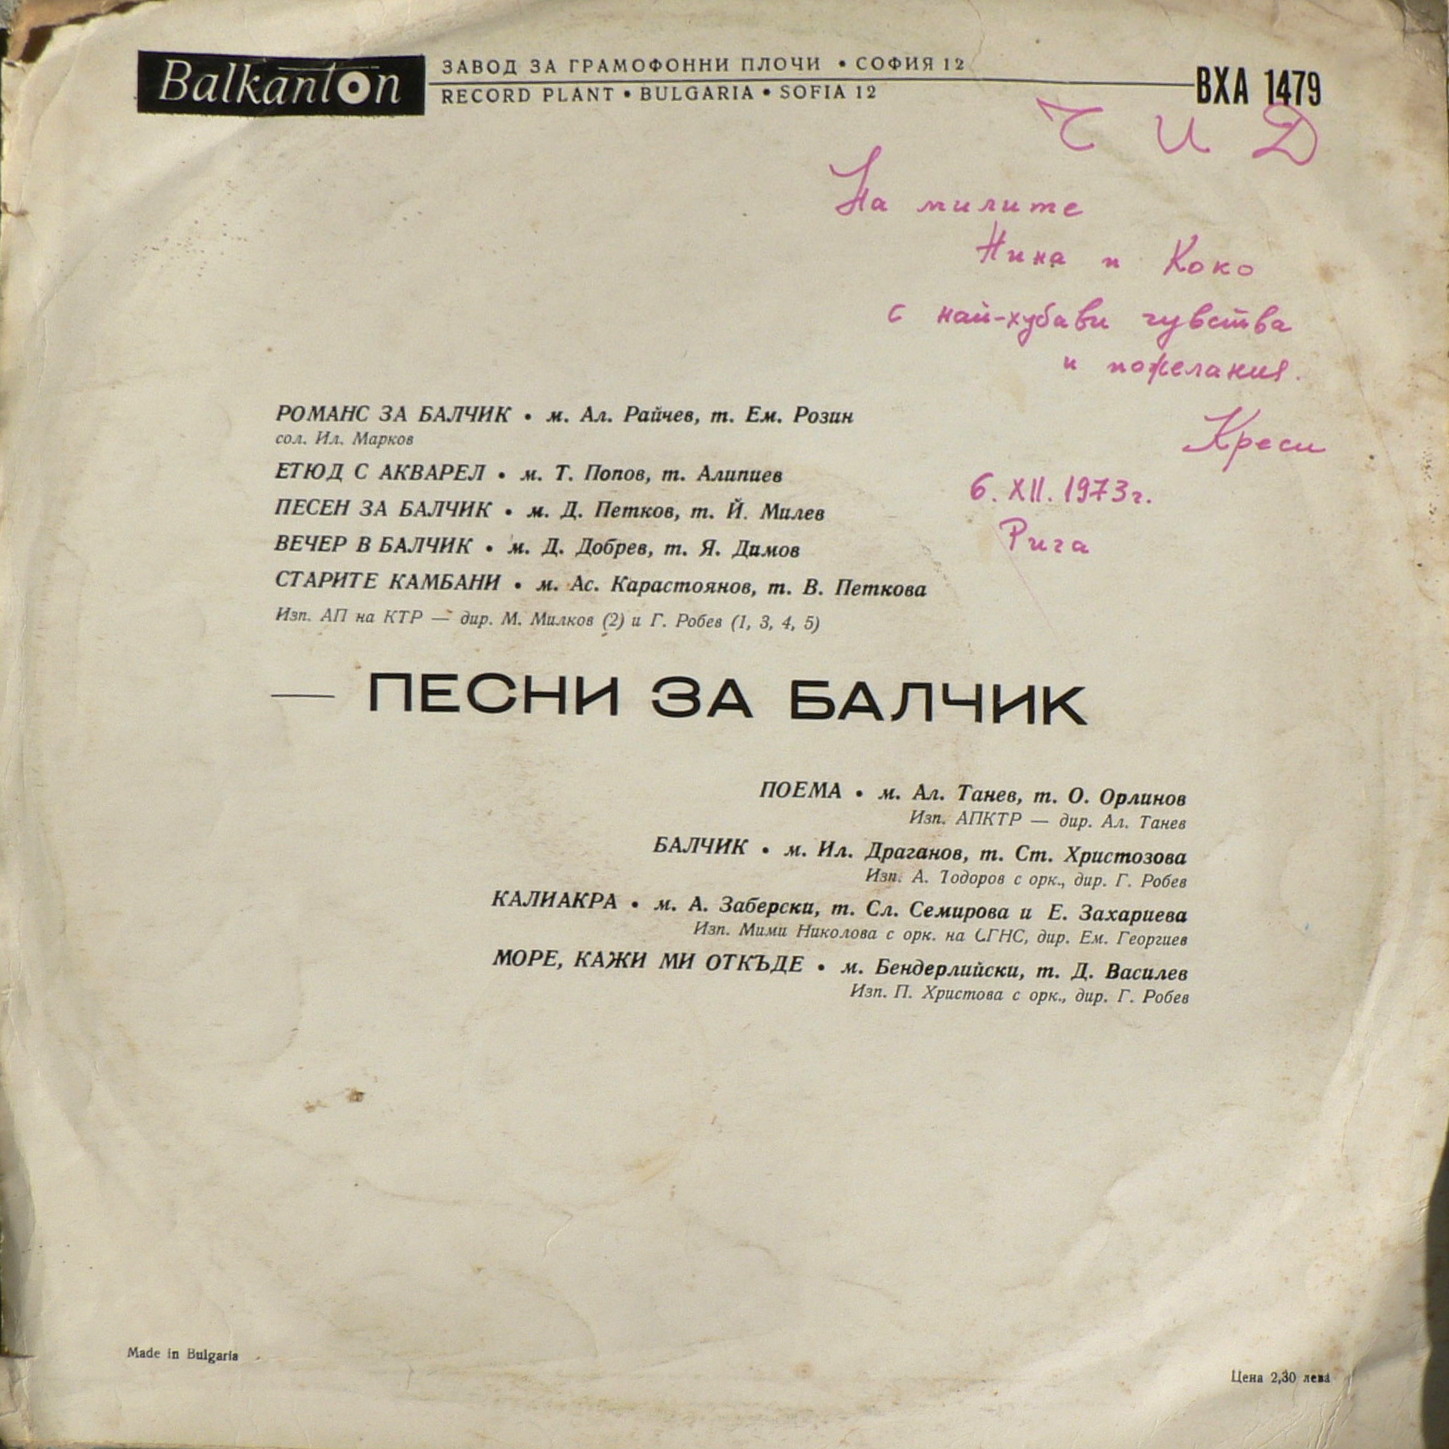 Balkanton
ЗАВОД ЗА ГРАМОФОННИ ПЛОЧИ • СОФИЯ 12
RECORD PLANT • BULGARIA • SOFIA 12
ВХА 1479
Ч И Д
На милите
Нина и Коко
с най-хубави чувства
и пожелания.
Креси
6. XII. 1973г.
Рига
РОМАНС ЗА БАЛЧИК • м. Ал. Райчев, т. Ем. Розин
сол. Ил. Марков
ЕТЮД С АКВАРЕЛ • м. Т. Попов, т. Алипиев
ПЕСЕН ЗА БАЛЧИК • м. Д. Петков, т. Й. Милев
ВЕЧЕР В БАЛЧИК • м. Д. Добрев, т. Я. Димов
СТАРИТЕ КАМБАНИ • м. Ас. Карастоянов, т. В. Петкова
Изп. АП на КТР — дир. М. Милков (2) и Г. Робев (1, 3, 4, 5)
— ПЕСНИ ЗА БАЛЧИК
ПОЕМА • м. Ал. Танев, т. О. Орлинов
Изп. АПКТР — дир. Ал. Танев
БАЛЧИК • м. Ил. Драганов, т. Ст. Христозова
Изп. А. Тодоров с орк., дир. Г. Робев
КАЛИАКРА • м. А. Заберски, т. Сл. Семирова и Е. Захариева
Изп. Мими Николова с орк. на СГНС, дир. Ем. Георгиев
МОРЕ, КАЖИ МИ ОТКЪДЕ • м. Бендерлийски, т. Д. Василев
Изп. П. Христова с орк., дир. Г. Робев
Made in Bulgaria
Цена 2,30 лева